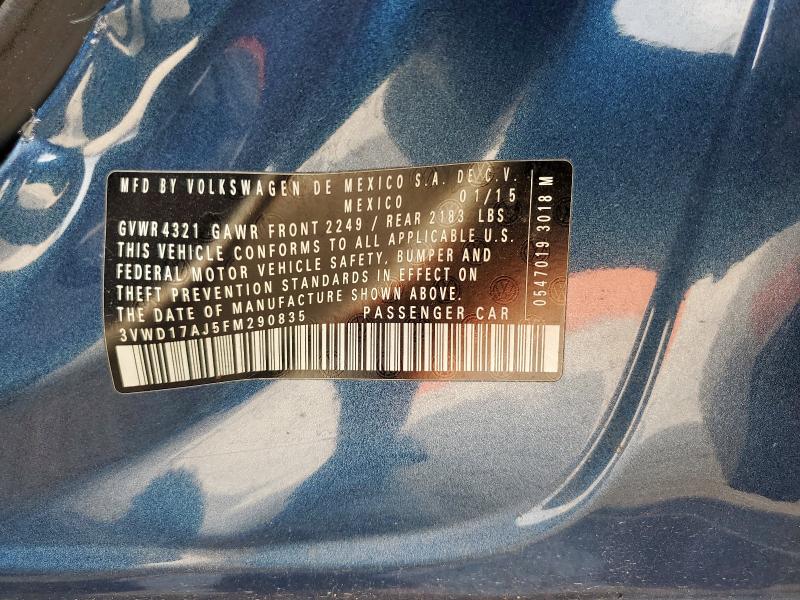 MFD BY VOLKSWAGEN DE MEXICO S.A. DE C.V.
MEXICO 01/15
GVWR 4321 GAWR FRONT 2249 / REAR 2183 LBS
THIS VEHICLE CONFORMS TO ALL APPLICABLE U.S.
FEDERAL MOTOR VEHICLE SAFETY, BUMPER AND
THEFT PREVENTION STANDARDS IN EFFECT ON
THE DATE OF MANUFACTURE SHOWN ABOVE.
3VWD17AJ5FM290835 PASSENGER CAR
0547019 3018 M